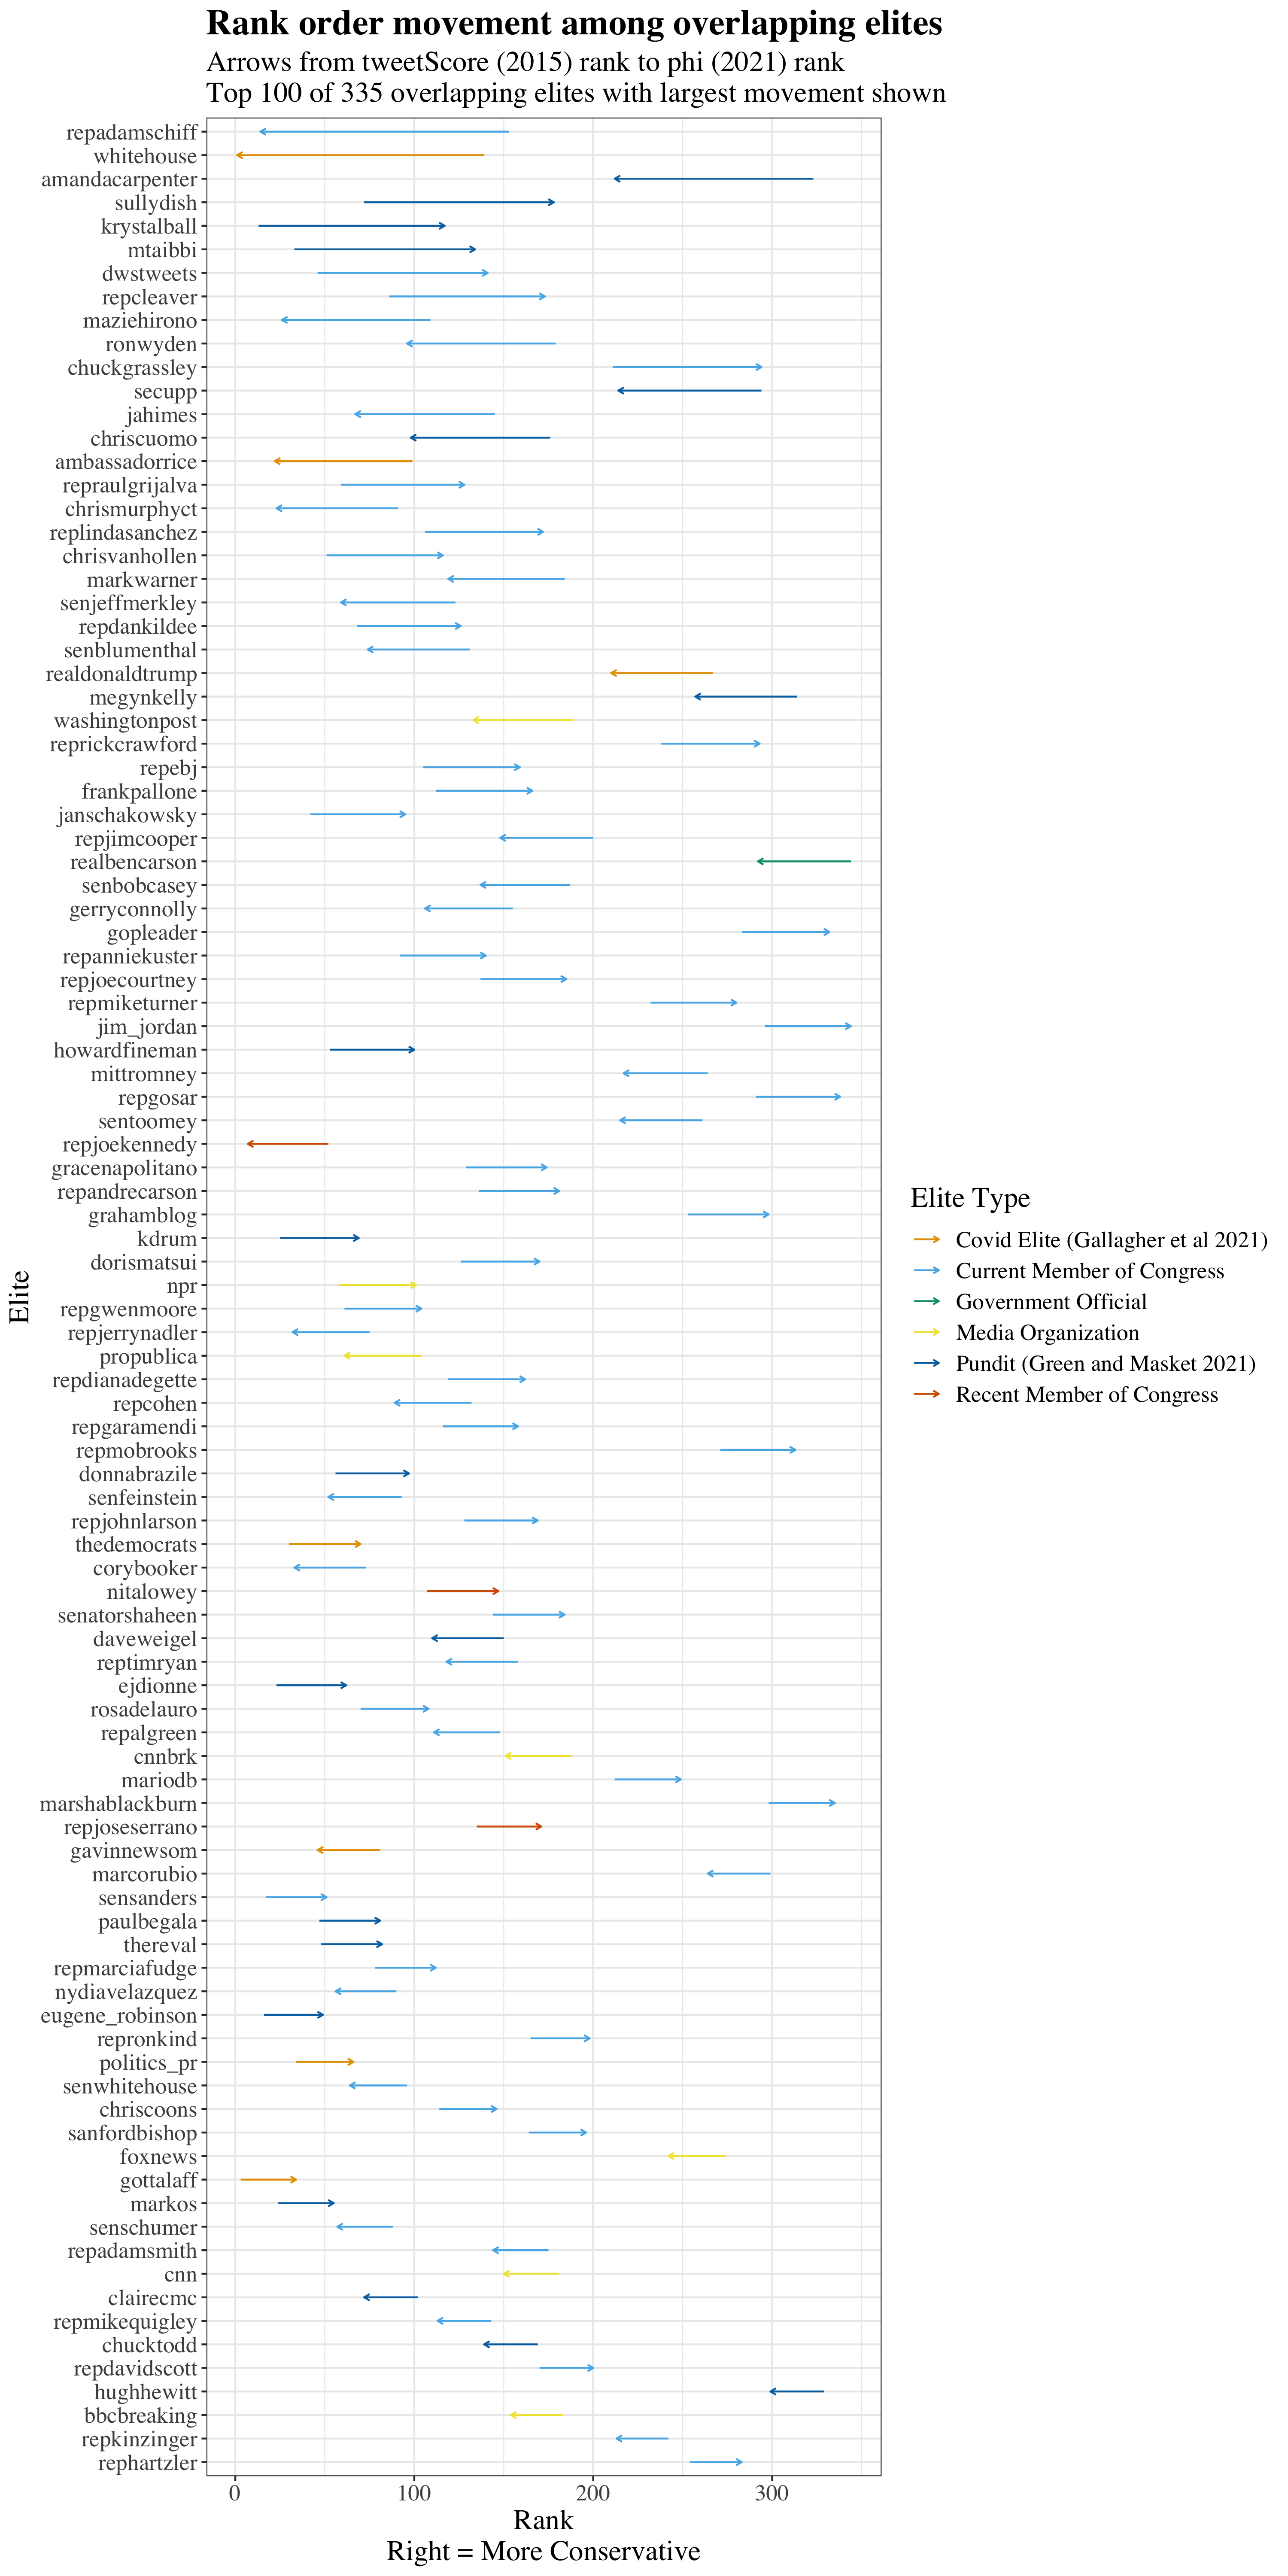 Rank order movement among overlapping elites
Arrows from tweetScore (2015) rank to phi (2021) rank
Top 100 of 335 overlapping elites with largest movement shown
repadamschiff
whitehouse
amandacarpenter
sullydish
krystalball
mtaibbi
dwstweets
repcleaver
maziehirono
ronwyden
chuckgrassley
secupp
jahimes
chriscuomo
ambassadorrice
repraulgrijalva
chrismurphyct
replindasanchez
chrisvanhollen
markwarner
senjeffmerkley
repdankildee
senblumenthal
realdonaldtrump
megynkelly
washingtonpost
reprickcrawford
repebj
frankpallone
janschakowsky
repjimcooper
realbencarson
senbobcasey
gerryconnolly
gopleader
repanniekuster
repjoecourtney
repmiketurner
jim_jordan
howardfineman
mittromney
repgosar
sentoomey
repjoekennedy
gracenapolitano
repandrecarson
grahamblog
kdrum
dorismatsui
npr
repgwenmoore
repjerrynadler
propublica
repdianadegette
repcohen
repgaramendi
repmobrooks
donnabrazile
senfeinstein
repjohnlarson
thedemocrats
corybooker
nitalowey
senatorshaheen
daveweigel
reptimryan
ejdionne
rosadelauro
repalgreen
cnnbrk
mariodb
marshablackburn
repjoseserrano
gavinnewsom
marcorubio
sensanders
paulbegala
thereval
repmarciafudge
nydiavelazquez
eugene_robinson
repronkind
politics_pr
senwhitehouse
chriscoons
sanfordbishop
foxnews
gottalaff
markos
senschumer
repadamsmith
cnn
clairecmc
repmikequigley
chucktodd
repdavidscott
hughhewitt
bbcbreaking
repkinzinger
rephartzler
Elite
0 100 200 300
Rank
Right = More Conservative
Elite Type
Covid Elite (Gallagher et al 2021)
Current Member of Congress
Government Official
Media Organization
Pundit (Green and Masket 2021)
Recent Member of Congress